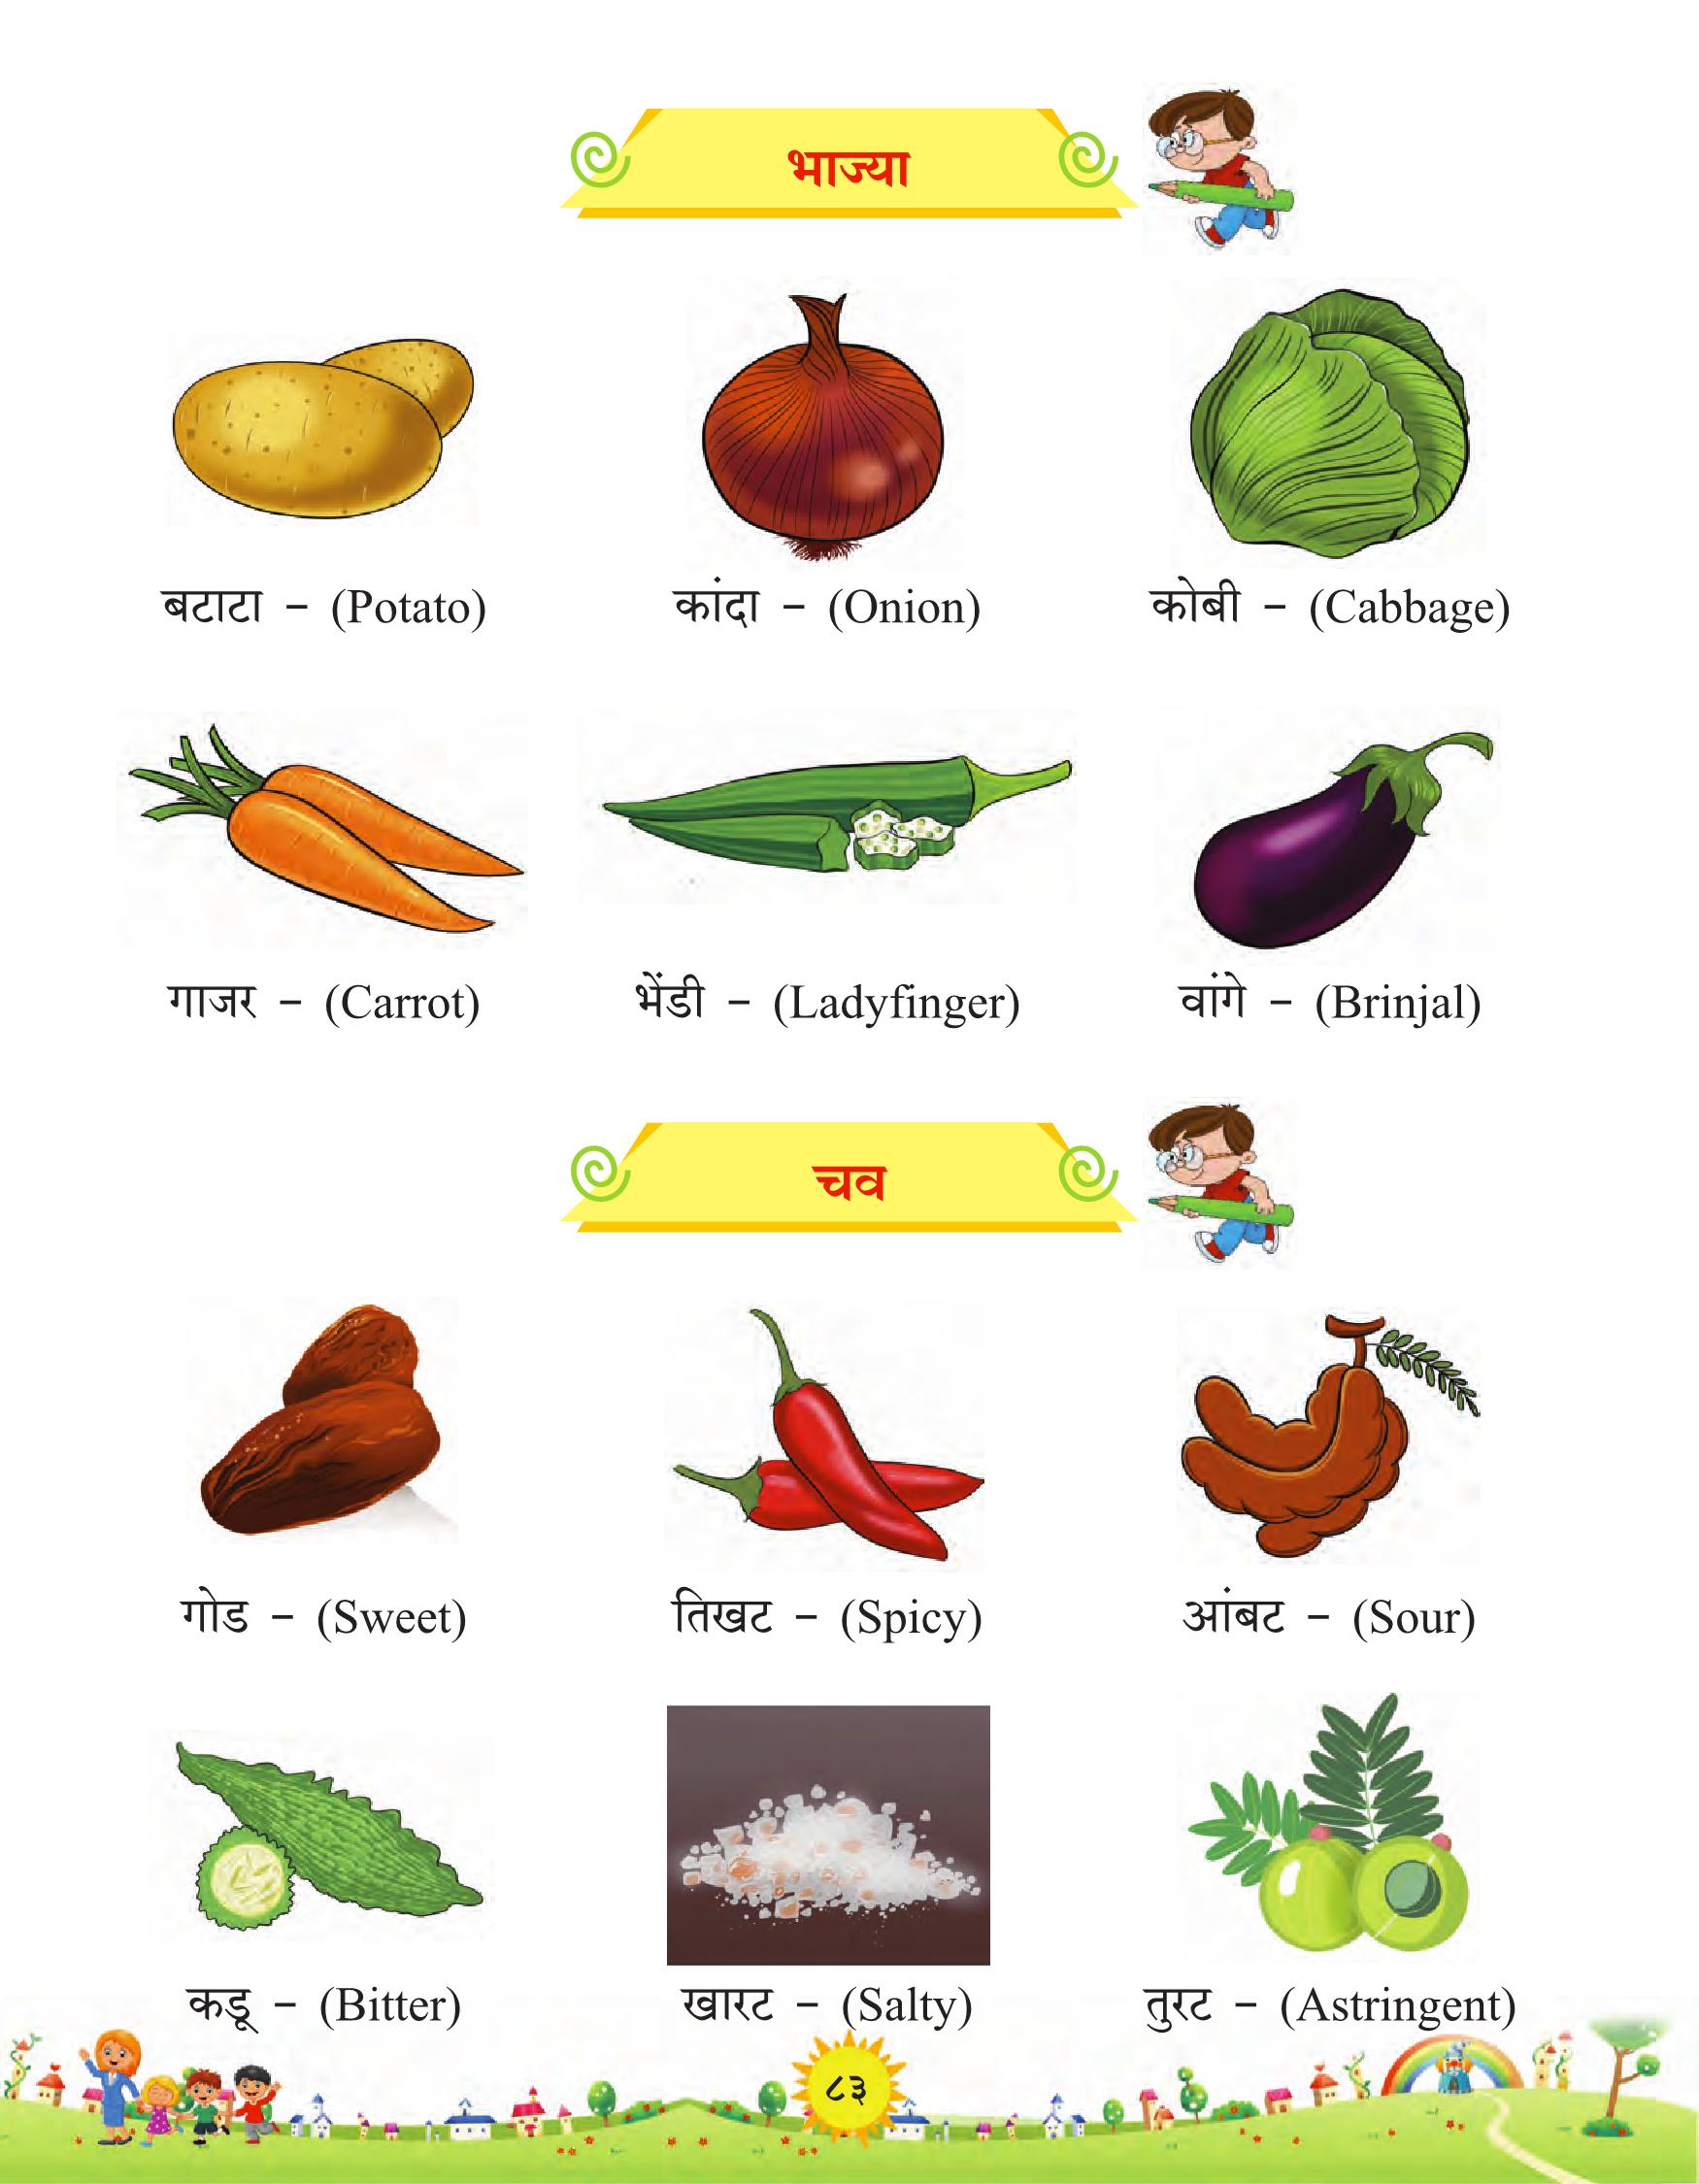 भाज्या
बटाटा – (Potato)
कांदा – (Onion)
कोबी – (Cabbage)
गाजर – (Carrot)
भेंडी – (Ladyfinger)
वांगे – (Brinjal)
चव
गोड – (Sweet)
तिखट – (Spicy)
आंबट – (Sour)
कडू – (Bitter)
खारट – (Salty)
तुरट – (Astringent)
८३